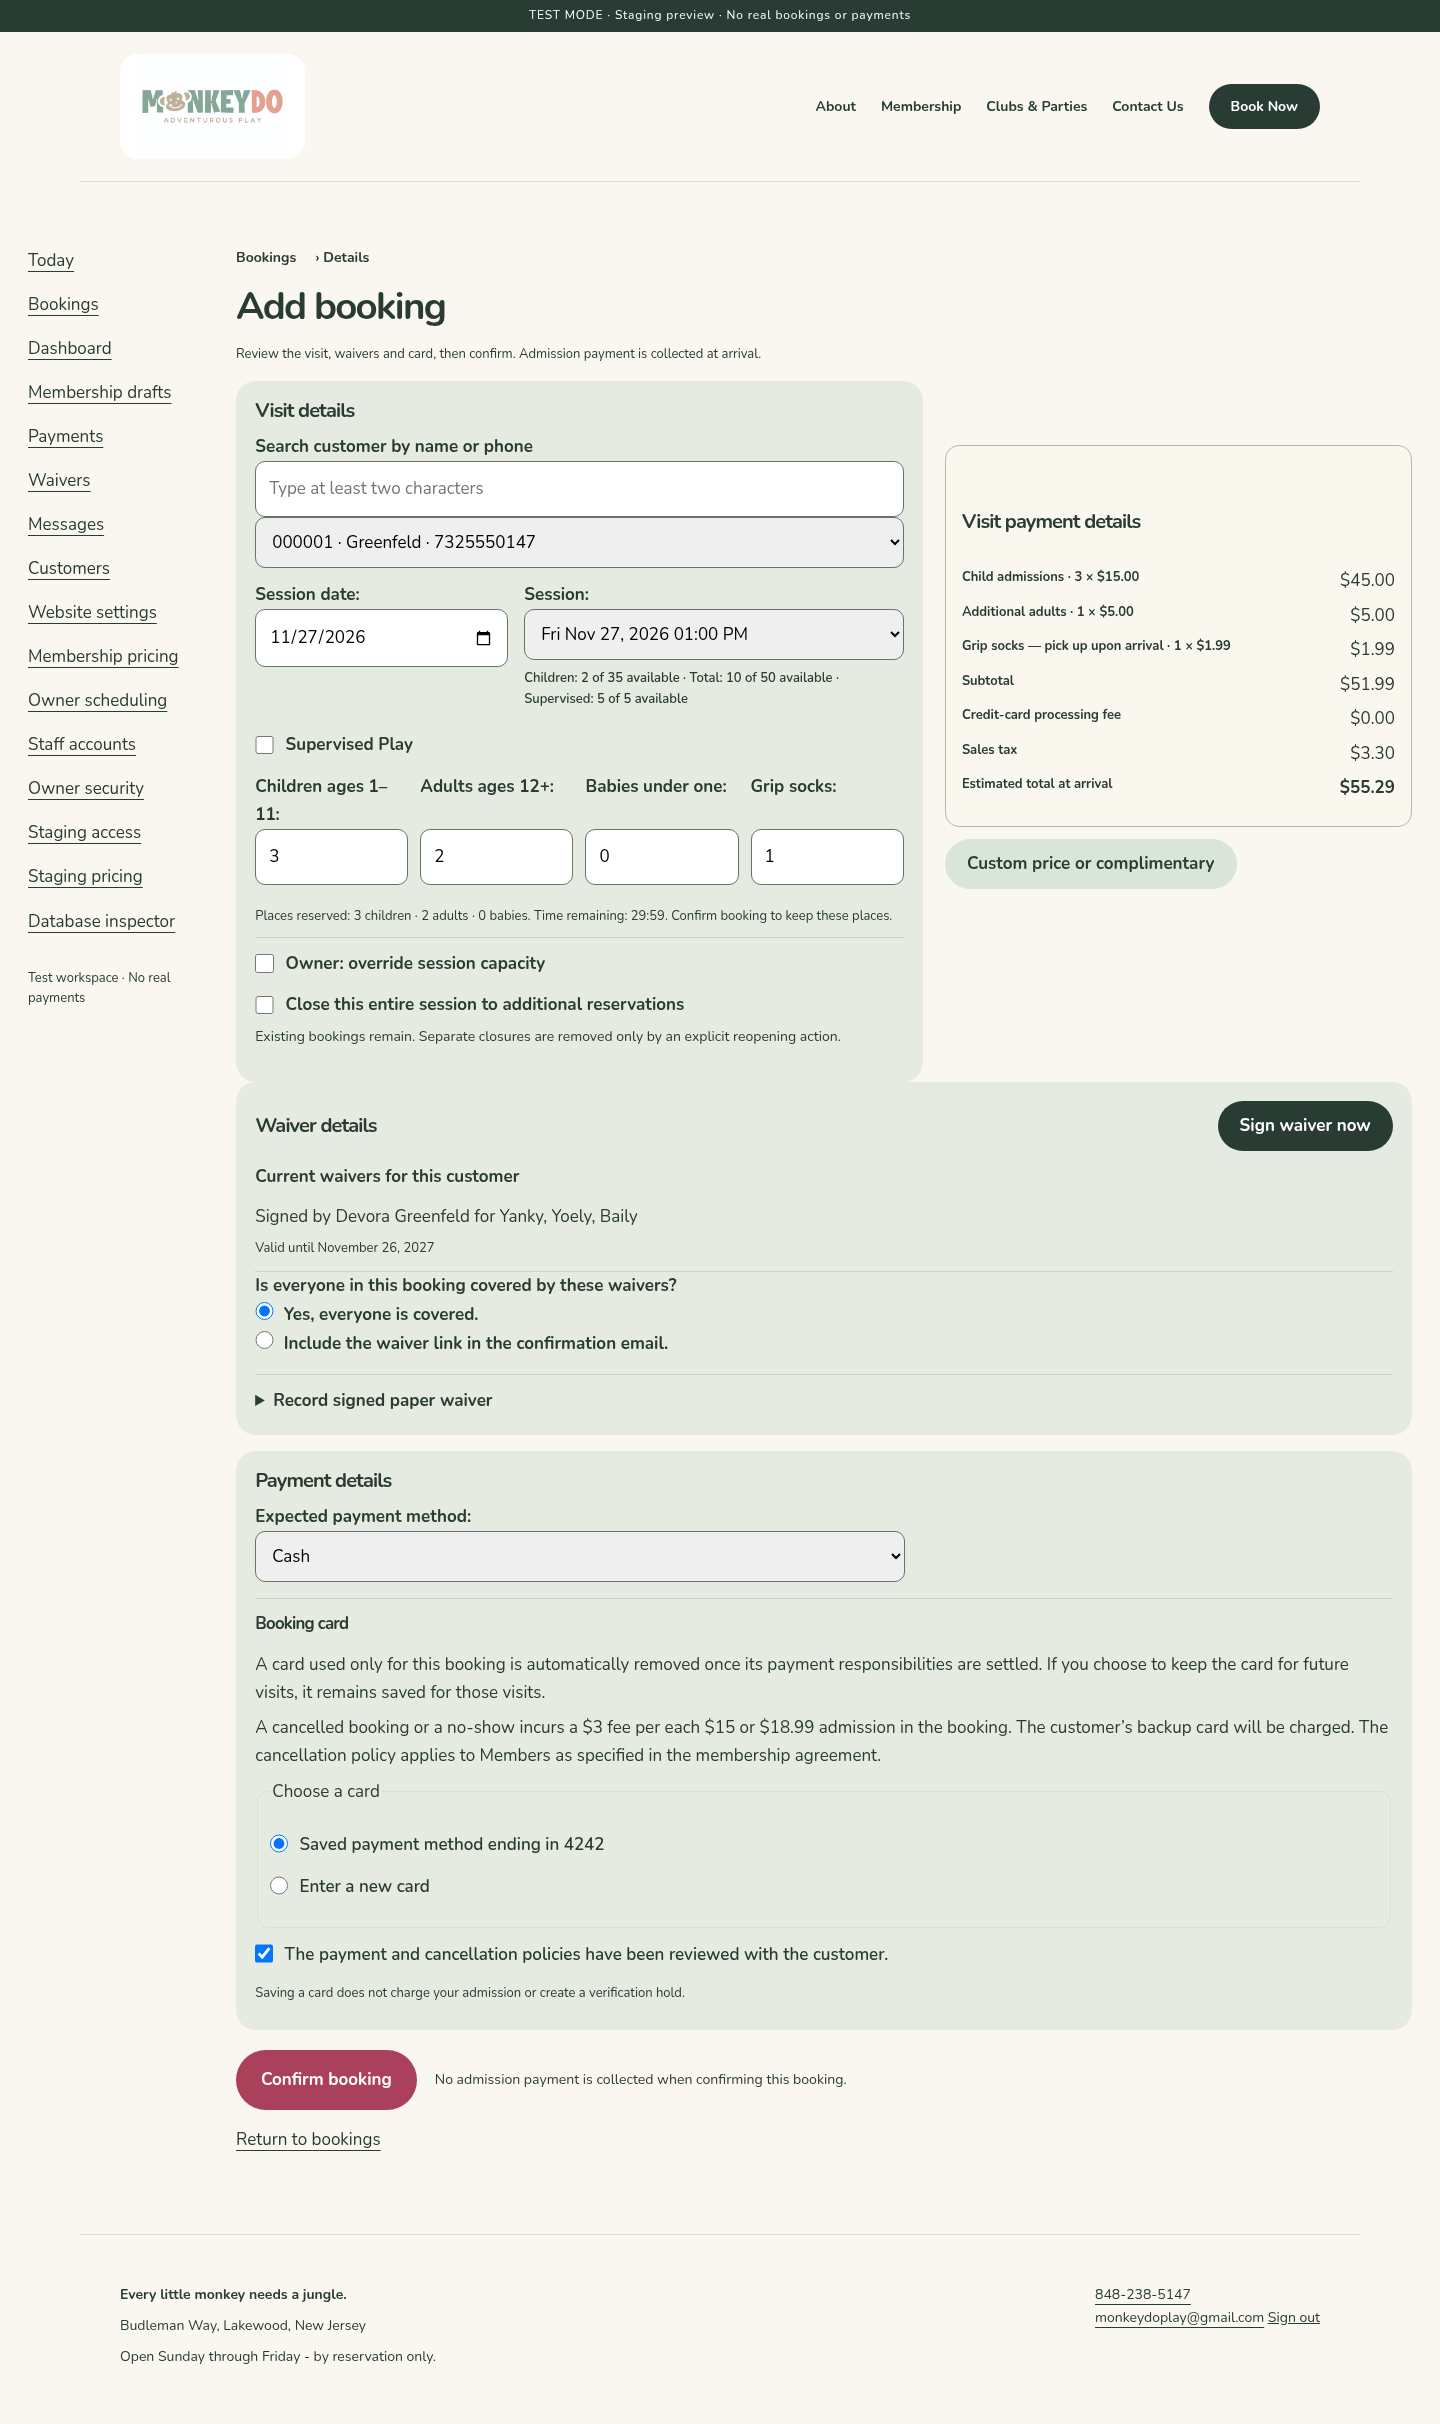 TEST MODE · Staging preview · No real bookings or payments
MONKEYDO
ADVENTUROUS PLAY
About
Membership
Clubs & Parties
Contact Us
Book Now
Today
Bookings
Dashboard
Membership drafts
Payments
Waivers
Messages
Customers
Website settings
Membership pricing
Owner scheduling
Staff accounts
Owner security
Staging access
Staging pricing
Database inspector
Test workspace · No real
payments
Bookings › Details
Add booking
Review the visit, waivers and card, then confirm. Admission payment is collected at arrival.
Visit details
Search customer by name or phone
Type at least two characters
000001 · Greenfeld · 7325550147
Session date:
11/27/2026
Session:
Fri Nov 27, 2026 01:00 PM
Children: 2 of 35 available · Total: 10 of 50 available ·
Supervised: 5 of 5 available
Supervised Play
Children ages 1–
11:
3
Adults ages 12+:
2
Babies under one:
0
Grip socks:
1
Places reserved: 3 children · 2 adults · 0 babies. Time remaining: 29:59. Confirm booking to keep these places.
Owner: override session capacity
Close this entire session to additional reservations
Existing bookings remain. Separate closures are removed only by an explicit reopening action.
Visit payment details
Child admissions · 3 × $15.00 $45.00
Additional adults · 1 × $5.00 $5.00
Grip socks — pick up upon arrival · 1 × $1.99 $1.99
Subtotal $51.99
Credit-card processing fee $0.00
Sales tax $3.30
Estimated total at arrival $55.29
Custom price or complimentary
Waiver details
Sign waiver now
Current waivers for this customer
Signed by Devora Greenfeld for Yanky, Yoely, Baily
Valid until November 26, 2027
Is everyone in this booking covered by these waivers?
Yes, everyone is covered.
Include the waiver link in the confirmation email.
Record signed paper waiver
Payment details
Expected payment method:
Cash
Booking card
A card used only for this booking is automatically removed once its payment responsibilities are settled. If you choose to keep the card for future
visits, it remains saved for those visits.
A cancelled booking or a no-show incurs a $3 fee per each $15 or $18.99 admission in the booking. The customer’s backup card will be charged. The
cancellation policy applies to Members as specified in the membership agreement.
Choose a card
Saved payment method ending in 4242
Enter a new card
The payment and cancellation policies have been reviewed with the customer.
Saving a card does not charge your admission or create a verification hold.
Confirm booking
No admission payment is collected when confirming this booking.
Return to bookings
Every little monkey needs a jungle.
Budleman Way, Lakewood, New Jersey
Open Sunday through Friday - by reservation only.
848-238-5147
monkeydoplay@gmail.com Sign out